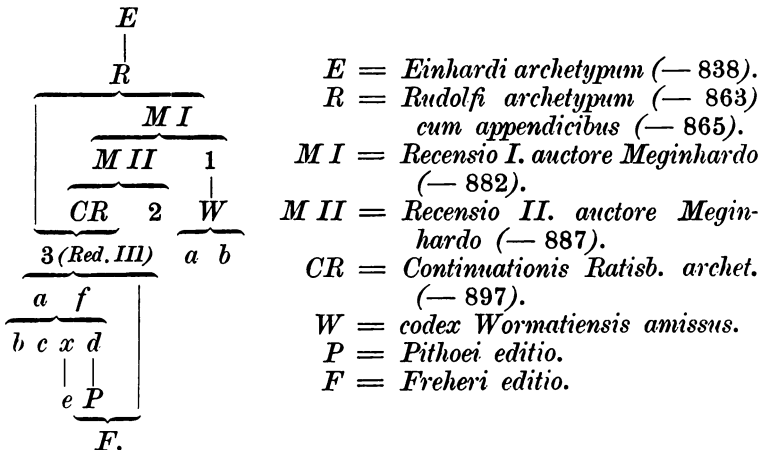 E
R
M I
M II 1
CR 2 W
3 (Red. III) a b
a f
b c x d
e P
F.
E = Einhardi archetypum (— 838).
R = Rudolfi archetypum (— 863)
cum appendicibus (— 865).
M I = Recensio I. auctore Meginhardo
(— 882).
M II = Recensio II. auctore Megin-
hardo (— 887).
CR = Continuationis Ratisb. archet.
(— 897).
W = codex Wormatiensis amissus.
P = Pithoei editio.
F = Freheri editio.